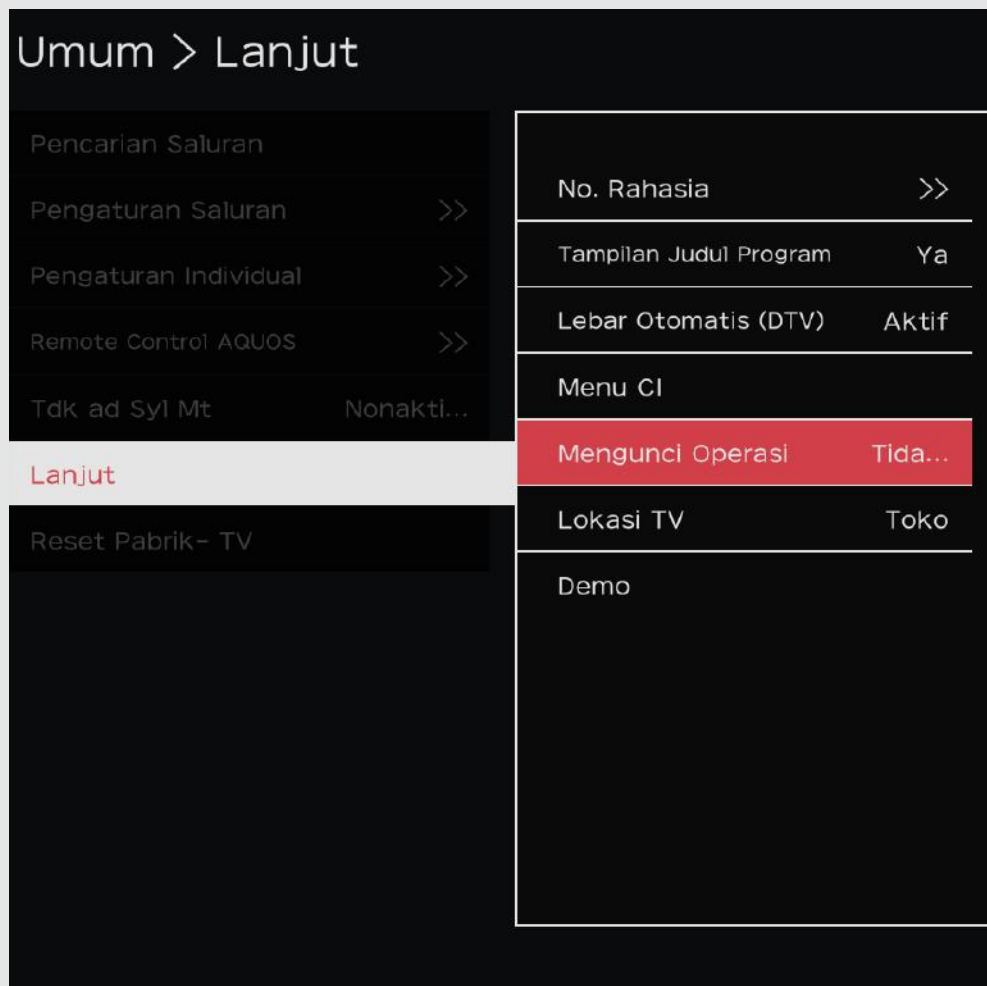 Umum > Lanjut
Pencarian Saluran
Pengaturan Saluran >>
Pengaturan Individual >>
Remote Control AQUOS >>
Tdk ad Syl Mt Nonakti...
Lanjut
Reset Pabrik- TV
No. Rahasia >>
Tampilan Judul Program Ya
Lebar Otomatis (DTV) Aktif
Menu CI
Mengunci Operasi Tida...
Lokasi TV Toko
Demo